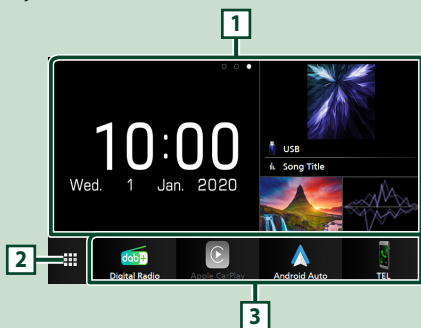 1
10:00
Wed. 1 Jan. 2020
USB
Song Title
2
dab+
Digital Radio
Apple CarPlay
Android Auto
TEL
3